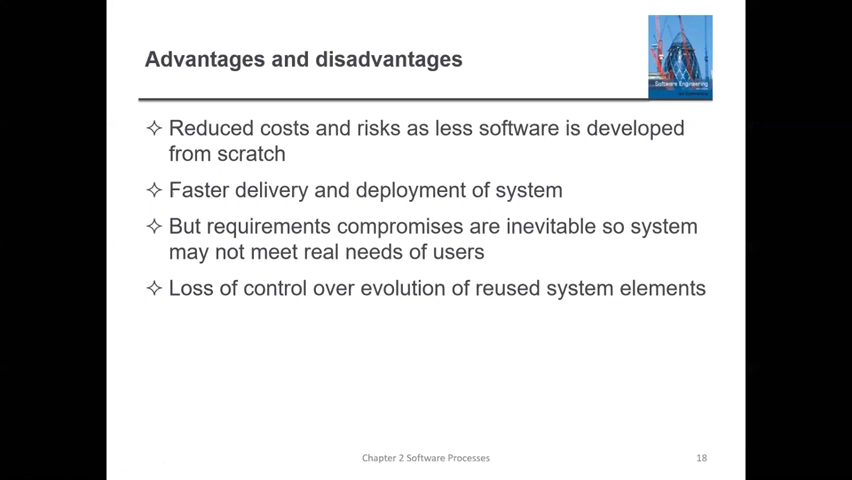 Advantages and disadvantages
Software Engineering
✧ Reduced costs and risks as less software is developed
from scratch
✧ Faster delivery and deployment of system
✧ But requirements compromises are inevitable so system
may not meet real needs of users
✧ Loss of control over evolution of reused system elements
Chapter 2 Software Processes
18